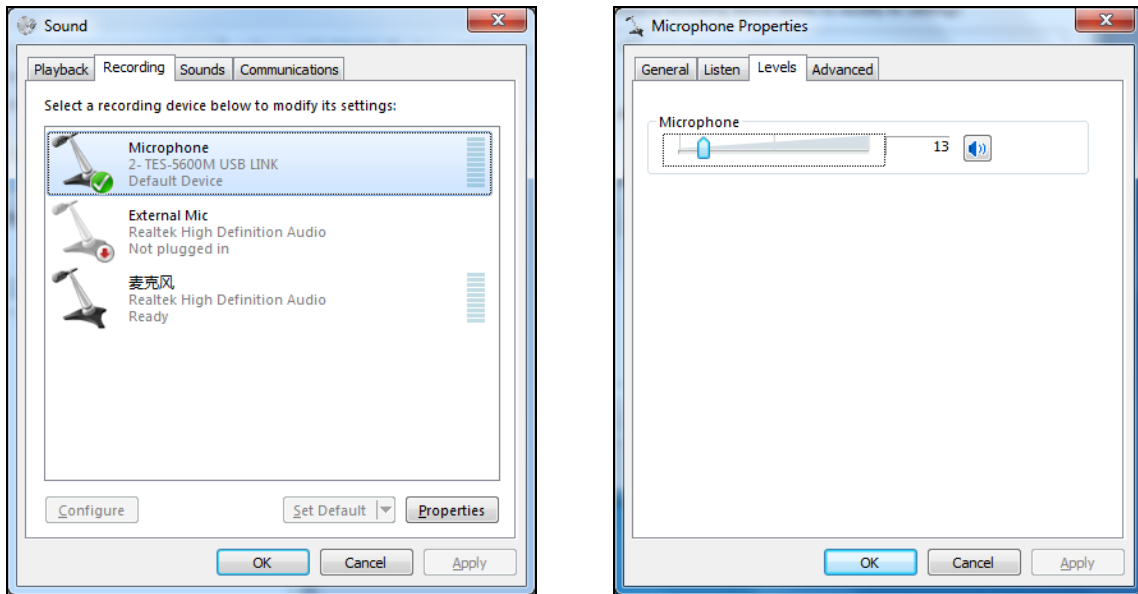 Sound
Playback Recording Sounds Communications
Select a recording device below to modify its settings:
Microphone
2- TES-5600M USB LINK
Default Device
External Mic
Realtek High Definition Audio
Not plugged in
麦克风
Realtek High Definition Audio
Ready
Configure Set Default Properties
OK Cancel Apply
Microphone Properties
General Listen Levels Advanced
Microphone
13
OK Cancel Apply